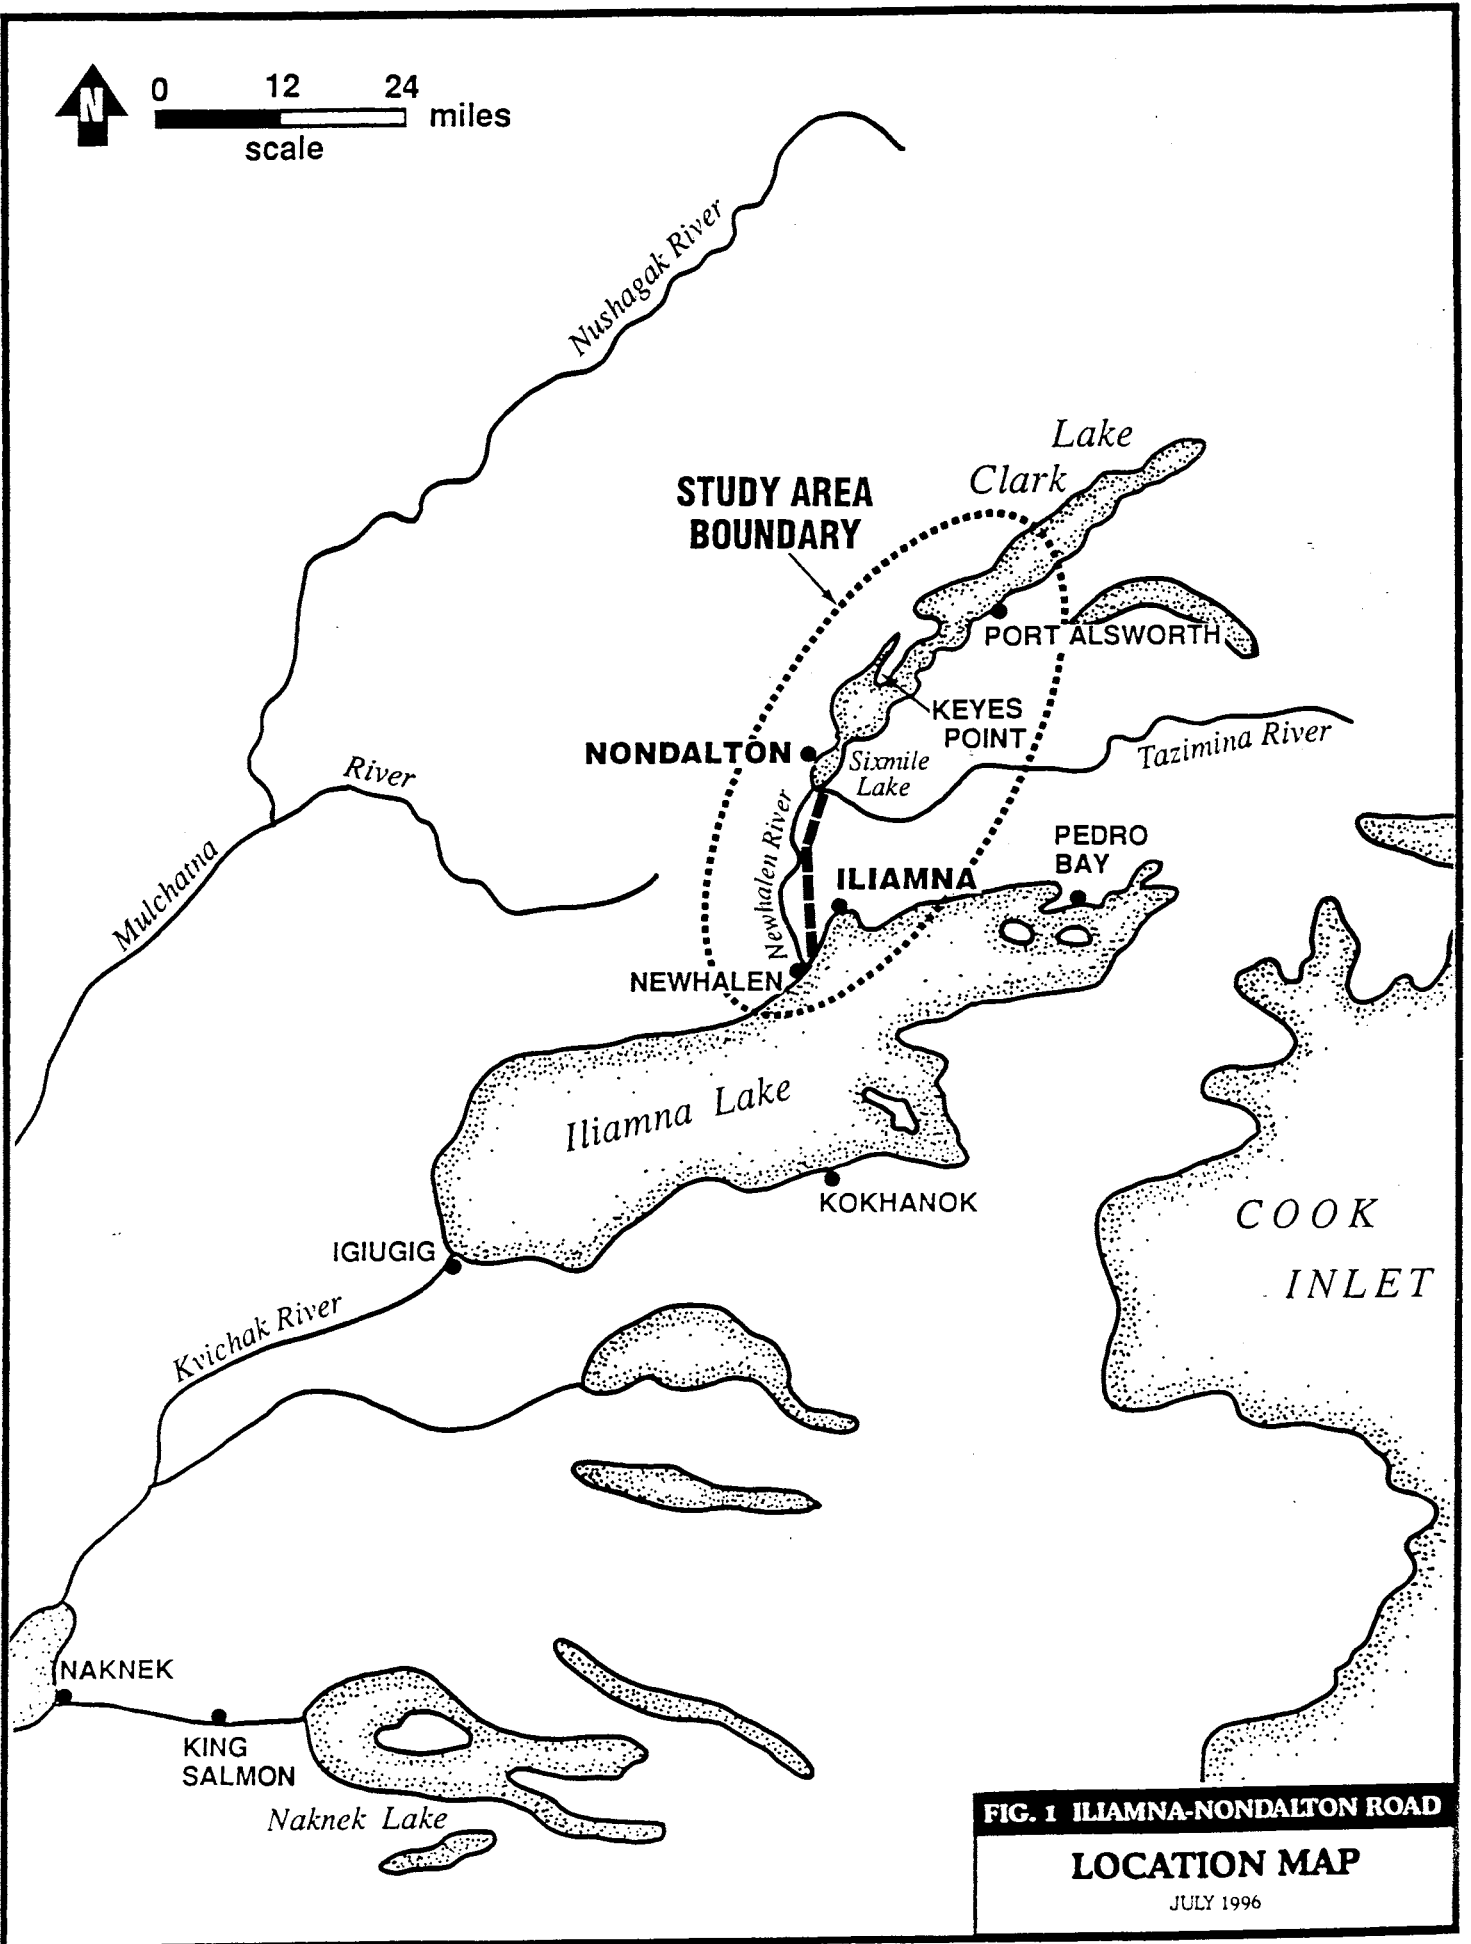 N
0 12 24
miles
scale
Nushagak River
Lake
Clark
STUDY AREA
BOUNDARY
PORT ALSWORTH
KEYES
POINT
NONDALTON
Sixmile
Lake
Tazimina River
River
Mulchatna
Newhalen River
PEDRO
BAY
ILIAMNA
NEWHALEN
Iliamna Lake
KOKHANOK
COOK
INLET
IGIUGIG
Kvichak River
NAKNEK
KING
SALMON
Naknek Lake
FIG. 1 ILIAMNA-NONDALTON ROAD
LOCATION MAP
JULY 1996